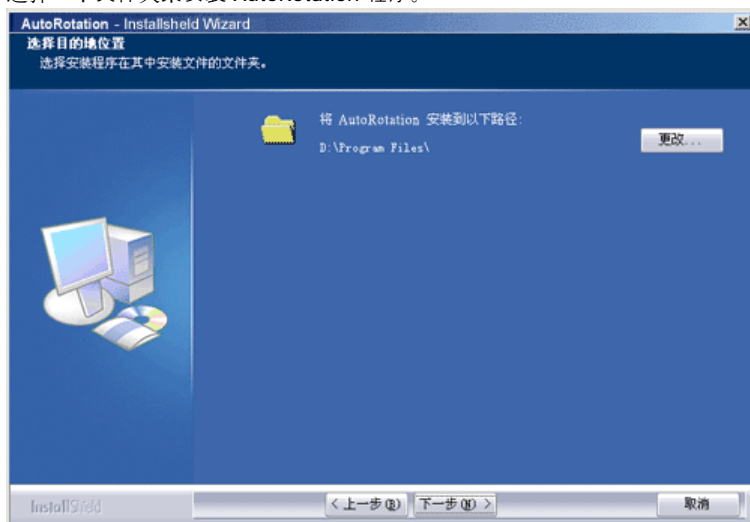 AutoRotation - Installsheld Wizard
选择目的地位置
选择安装程序在其中安装文件的文件夹。
将 AutoRotation 安装到以下路径:
D:\Program Files\
更改...
InstallShield
< 上一步(B)
下一步(N) >
取消